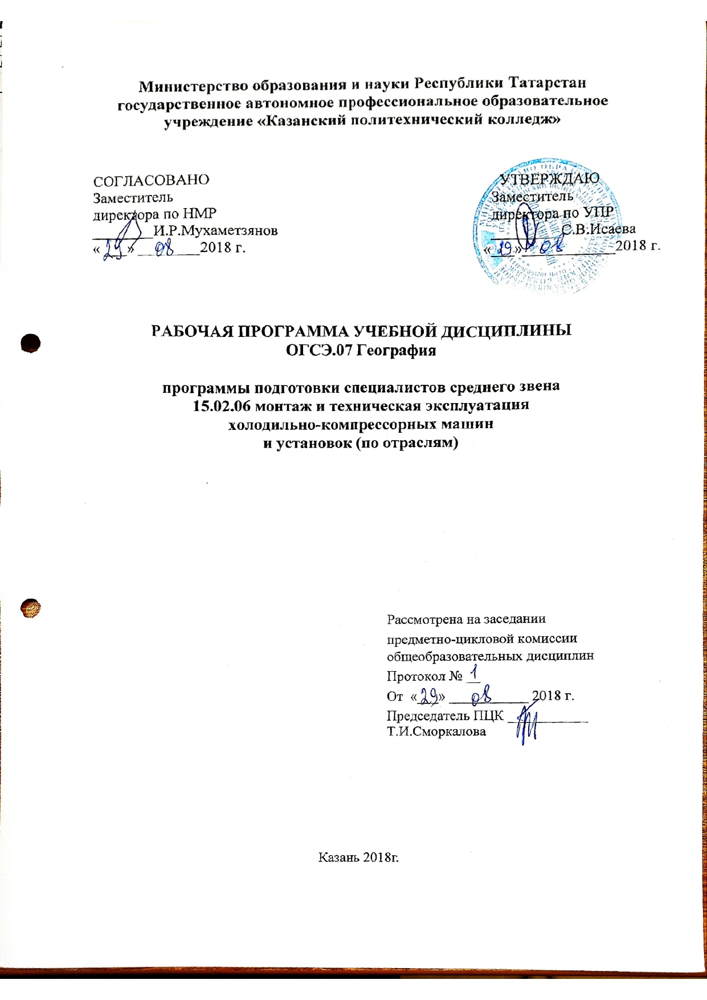 Министерство образования и науки Республики Татарстан
государственное автономное профессиональное образовательное
учреждение «Казанский политехнический колледж»
СОГЛАСОВАНО
Заместитель
директора по НМР
________И.Р.Мухаметзянов
«29» 08 2018 г.
УТВЕРЖДАЮ
Заместитель
директора по УПР
________С.В.Исаева
«29» 08 2018 г.
РАБОЧАЯ ПРОГРАММА УЧЕБНОЙ ДИСЦИПЛИНЫ
ОГСЭ.07 География
программы подготовки специалистов среднего звена
15.02.06 монтаж и техническая эксплуатация
холодильно-компрессорных машин
и установок (по отраслям)
Рассмотрена на заседании
предметно-цикловой комиссии
общеобразовательных дисциплин
Протокол № 1
От «29» 08 2018 г.
Председатель ПЦК ____________
Т.И.Сморкалова
Казань 2018г.